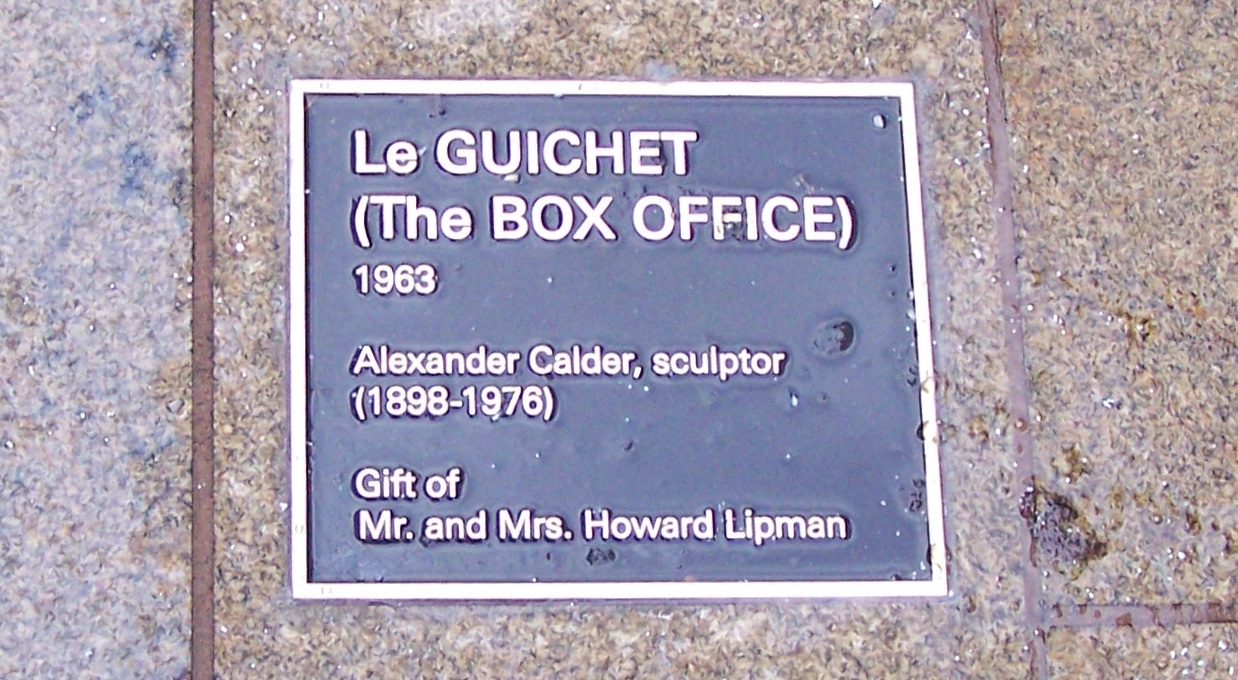 Le GUICHET
(The BOX OFFICE)
1963
Alexander Calder, sculptor
(1898-1976)
Gift of
Mr. and Mrs. Howard Lipman